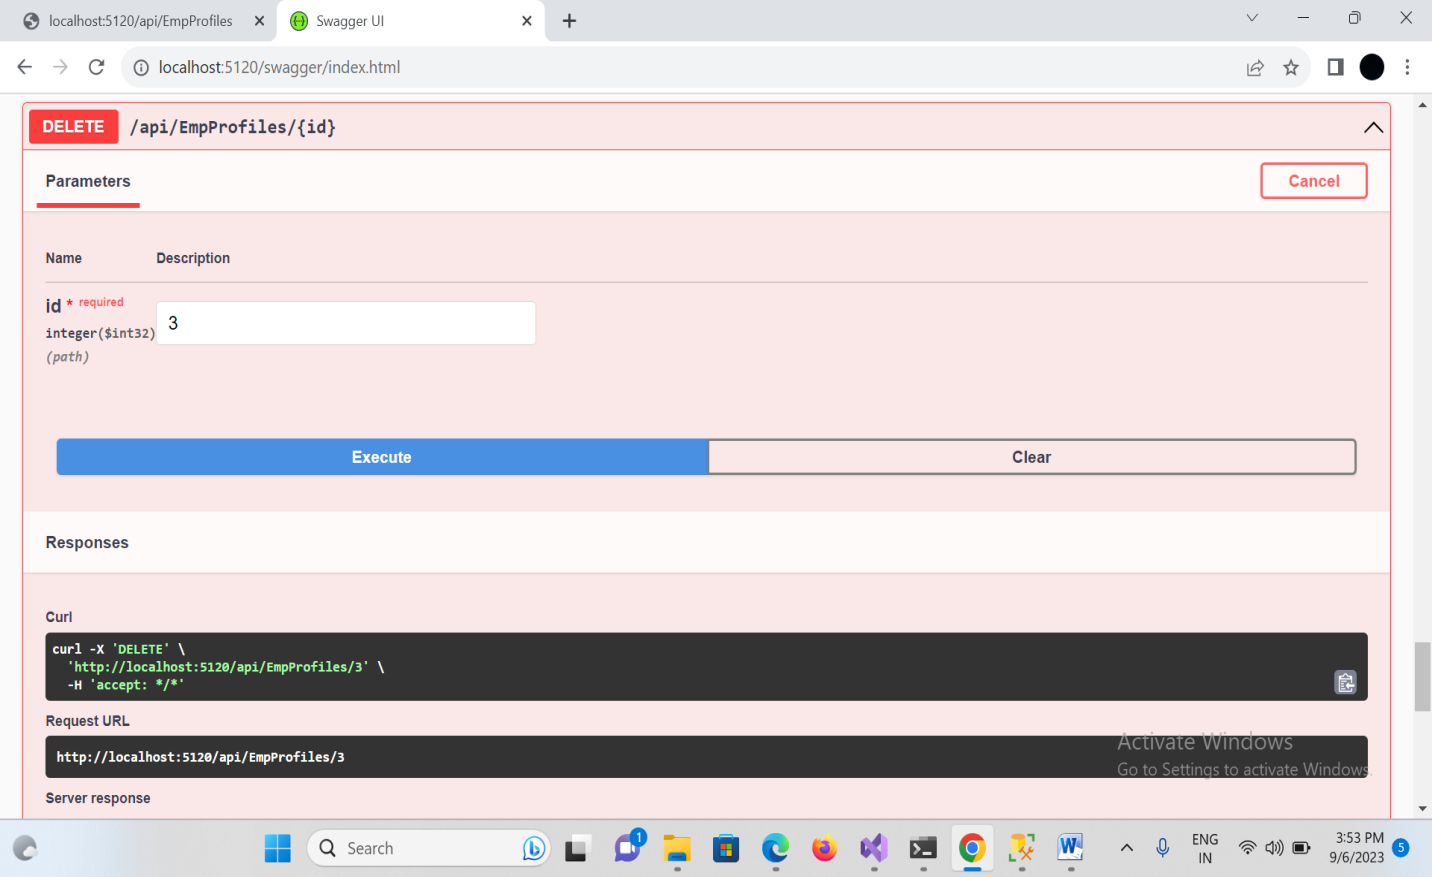 localhost:5120/api/EmpProfiles
Swagger UI
localhost:5120/swagger/index.html
DELETE /api/EmpProfiles/{id}
Parameters
Cancel
Name Description
id * required
3
integer($int32)
(path)
Execute Clear
Responses
Curl
curl -X 'DELETE' \
'http://localhost:5120/api/EmpProfiles/3' \
-H 'accept: */*'
Request URL
http://localhost:5120/api/EmpProfiles/3
Activate Windows
Go to Settings to activate Windows.
Server response
Search
1
W
ENG
IN
3:53 PM
9/6/2023
5